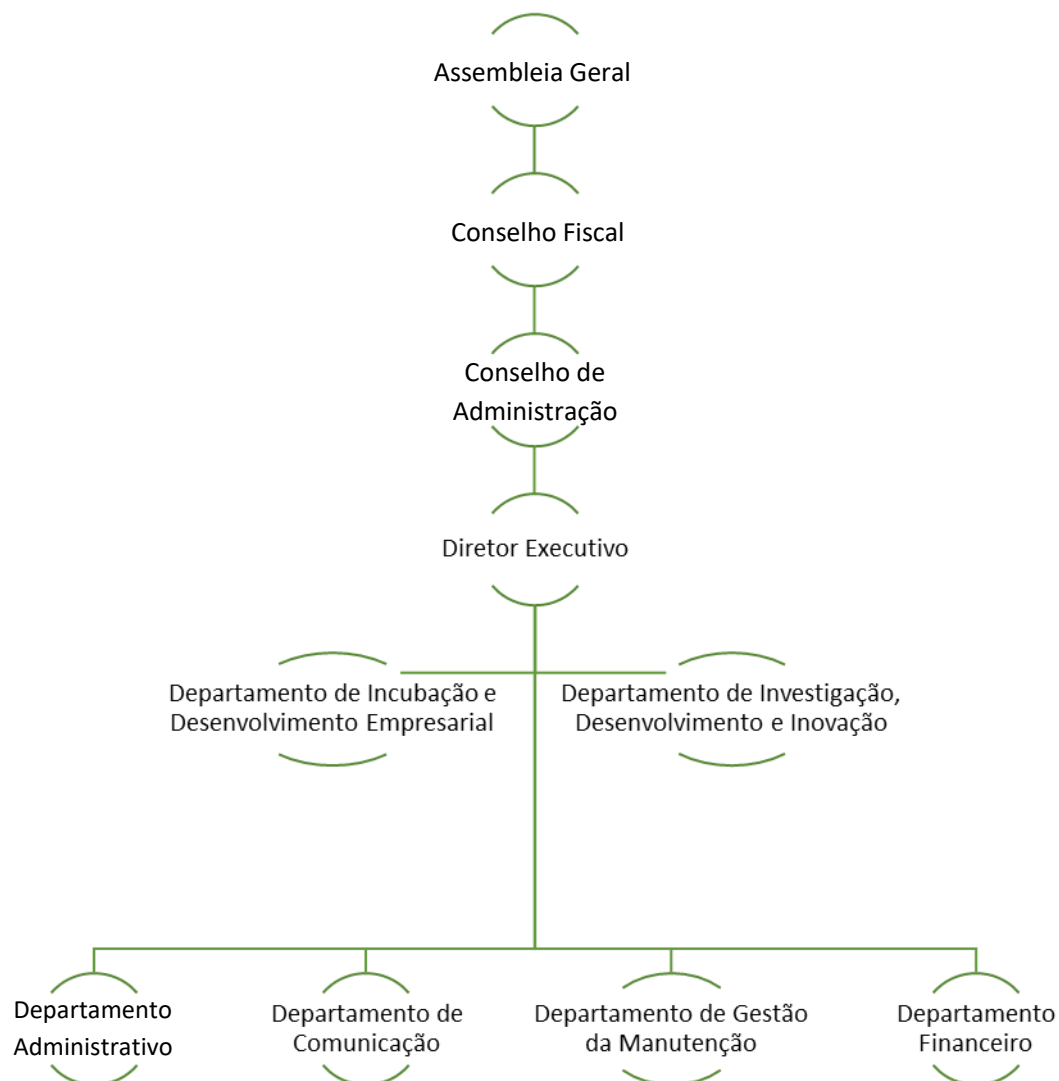 Assembleia Geral
Conselho Fiscal
Conselho de
Administração
Diretor Executivo
Departamento de Incubação e
Desenvolvimento Empresarial
Departamento de Investigação,
Desenvolvimento e Inovação
Departamento
Administrativo
Departamento de
Comunicação
Departamento de Gestão
da Manutenção
Departamento
Financeiro